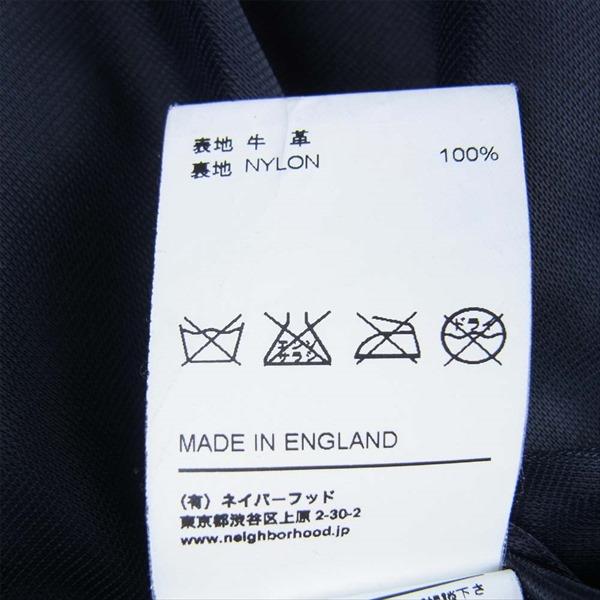 表地 牛 革
裏地 NYLON 100%
エンソ
サラシ
ドライ
MADE IN ENGLAND
(有) ネイバーフッド
東京都渋谷区上原 2-30-2
www.neighborhood.jp
下さ